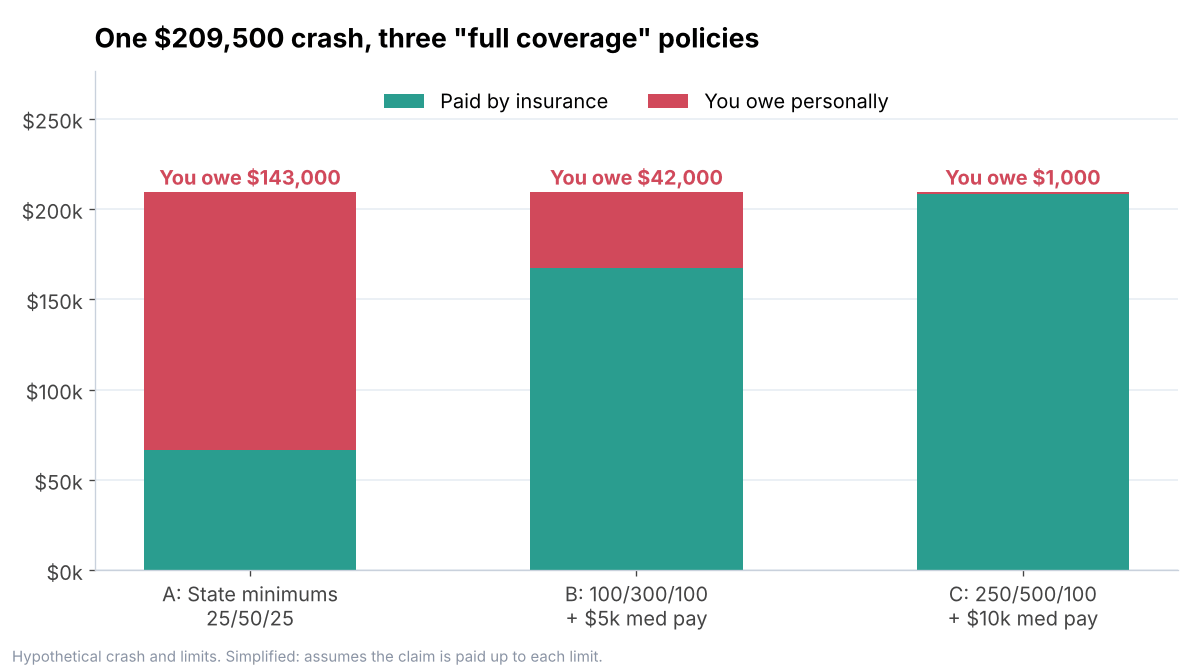 One $209,500 crash, three "full coverage" policies
Paid by insurance
You owe personally
$250k
$200k
$150k
$100k
$50k
$0k
You owe $143,000
You owe $42,000
You owe $1,000
A: State minimums
25/50/25
B: 100/300/100
+ $5k med pay
C: 250/500/100
+ $10k med pay
Hypothetical crash and limits. Simplified: assumes the claim is paid up to each limit.